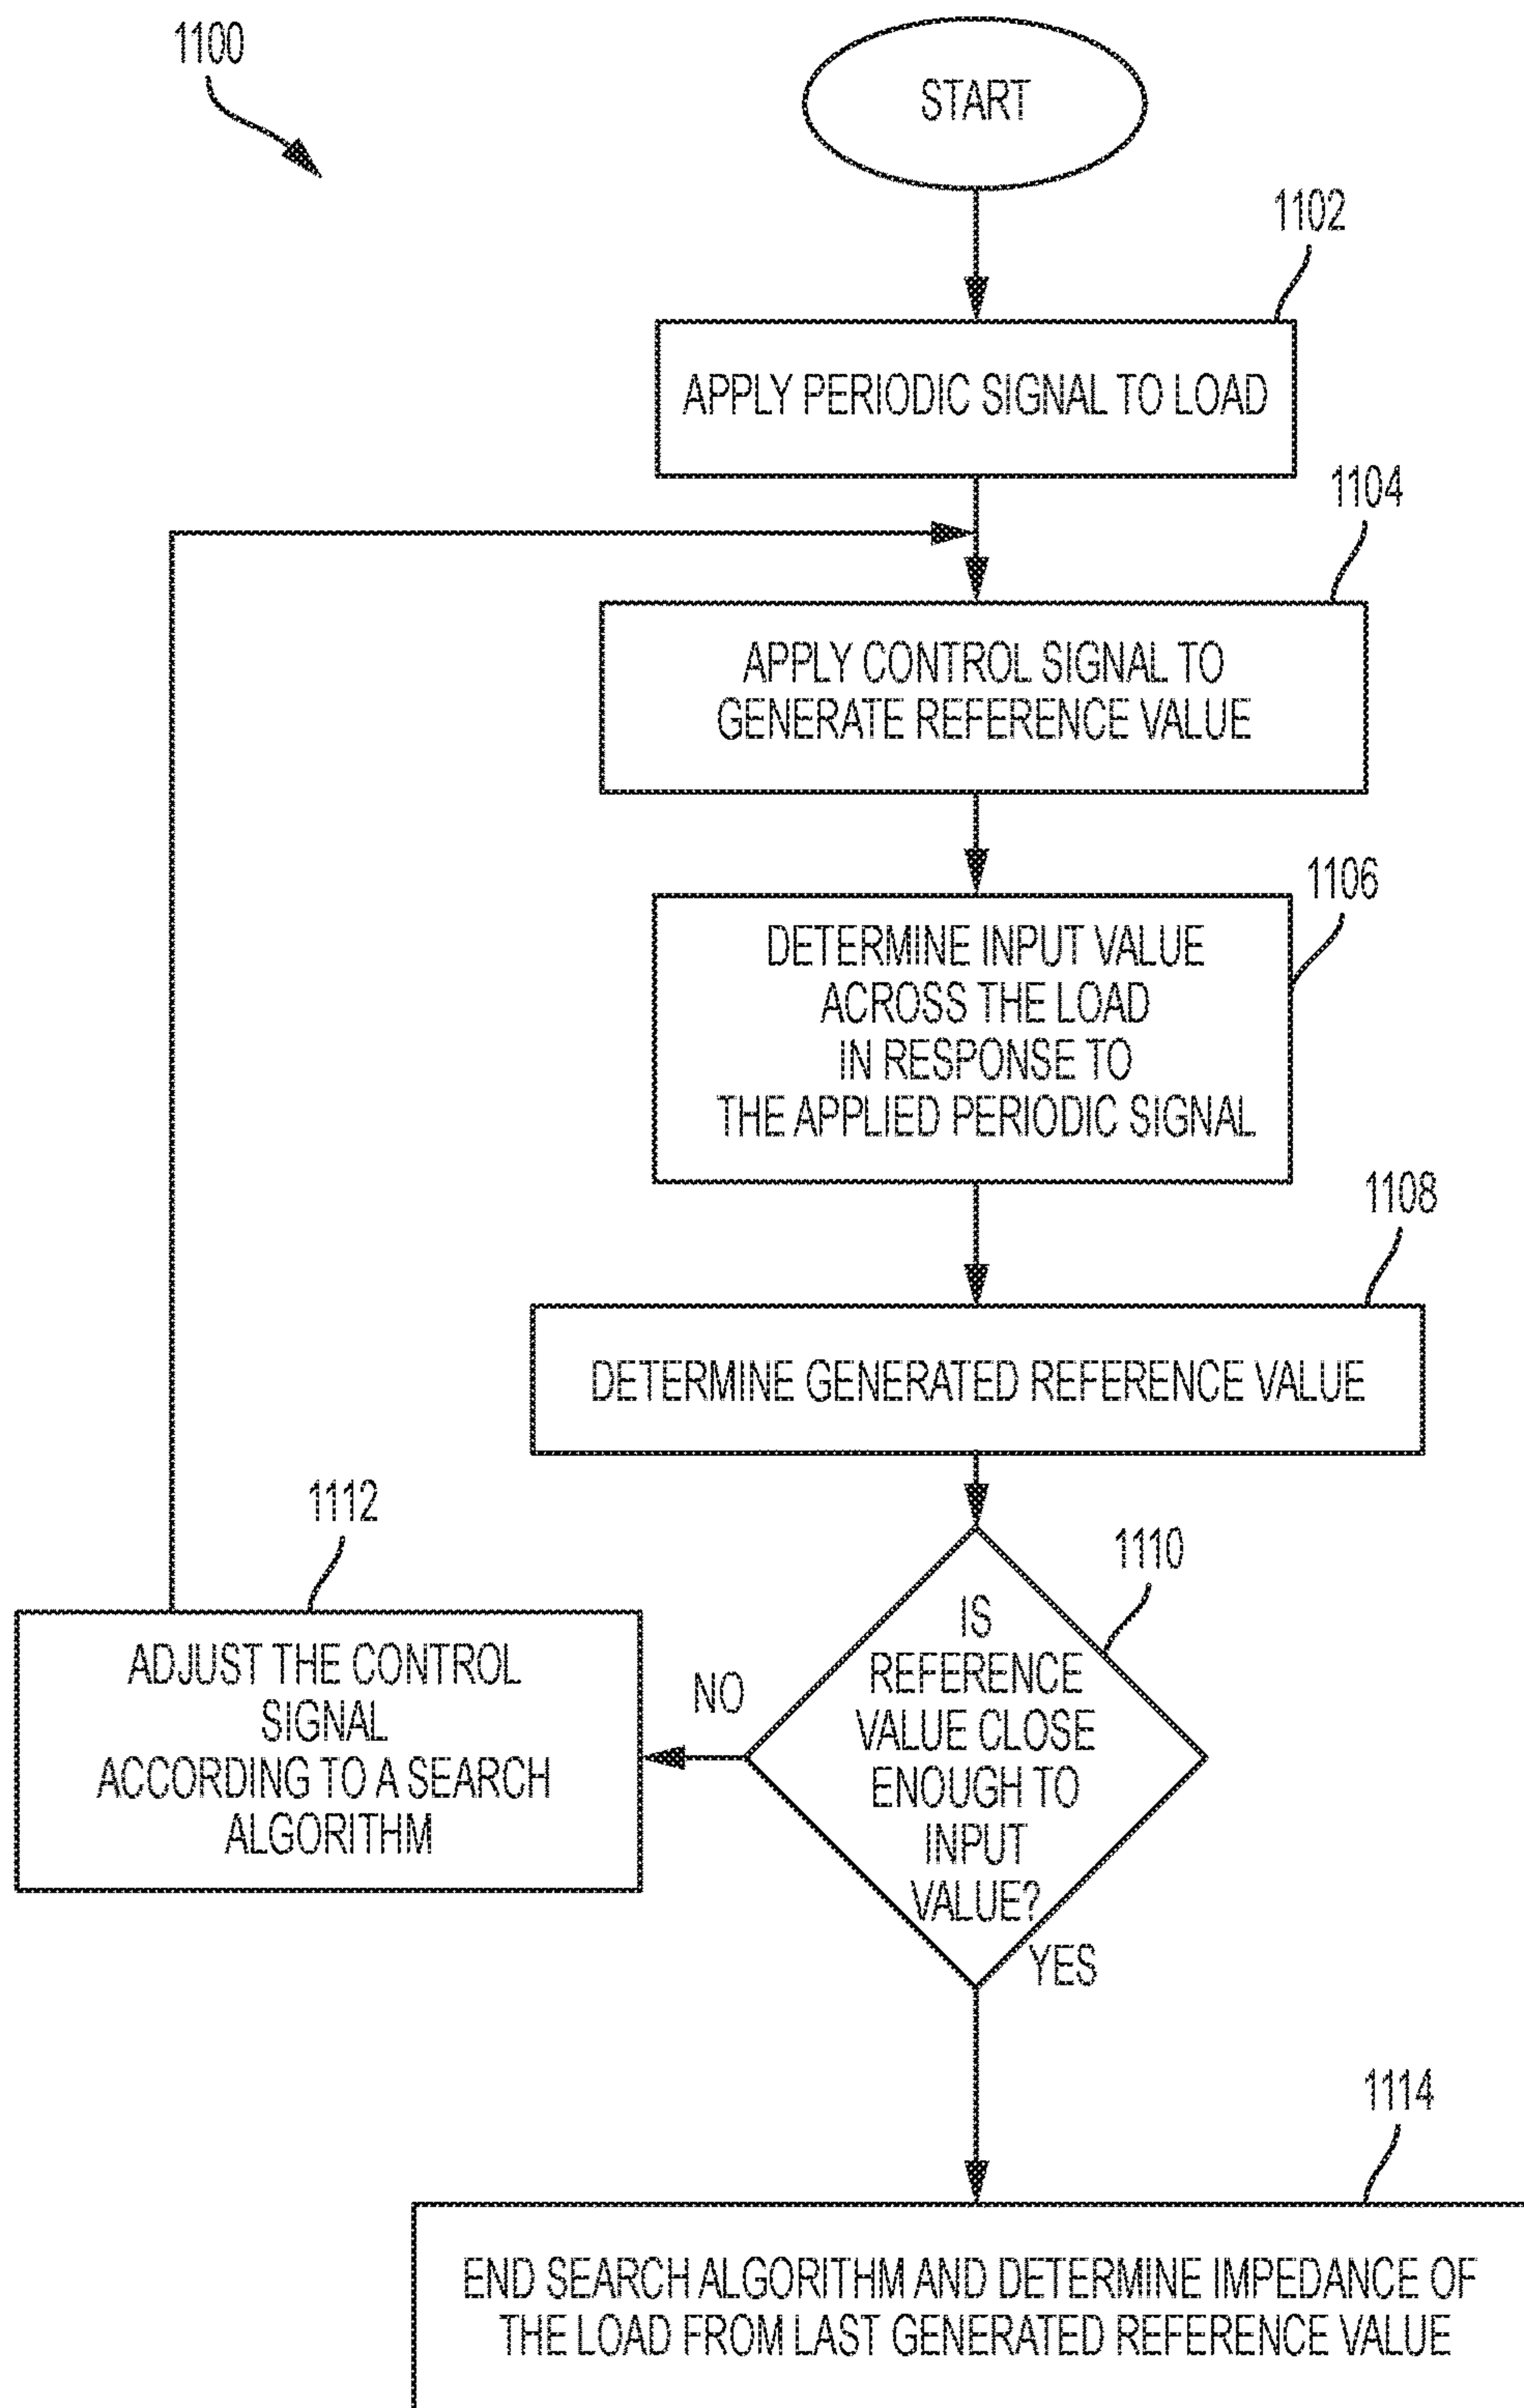 1100
START
1102
APPLY PERIODIC SIGNAL TO LOAD
1104
APPLY CONTROL SIGNAL TO
GENERATE REFERENCE VALUE
1106
DETERMINE INPUT VALUE
ACROSS THE LOAD
IN RESPONSE TO
THE APPLIED PERIODIC SIGNAL
1108
DETERMINE GENERATED REFERENCE VALUE
1110
IS
REFERENCE
VALUE CLOSE
ENOUGH TO
INPUT
VALUE?
NO
1112
ADJUST THE CONTROL
SIGNAL
ACCORDING TO A SEARCH
ALGORITHM
YES
1114
END SEARCH ALGORITHM AND DETERMINE IMPEDANCE OF
THE LOAD FROM LAST GENERATED REFERENCE VALUE